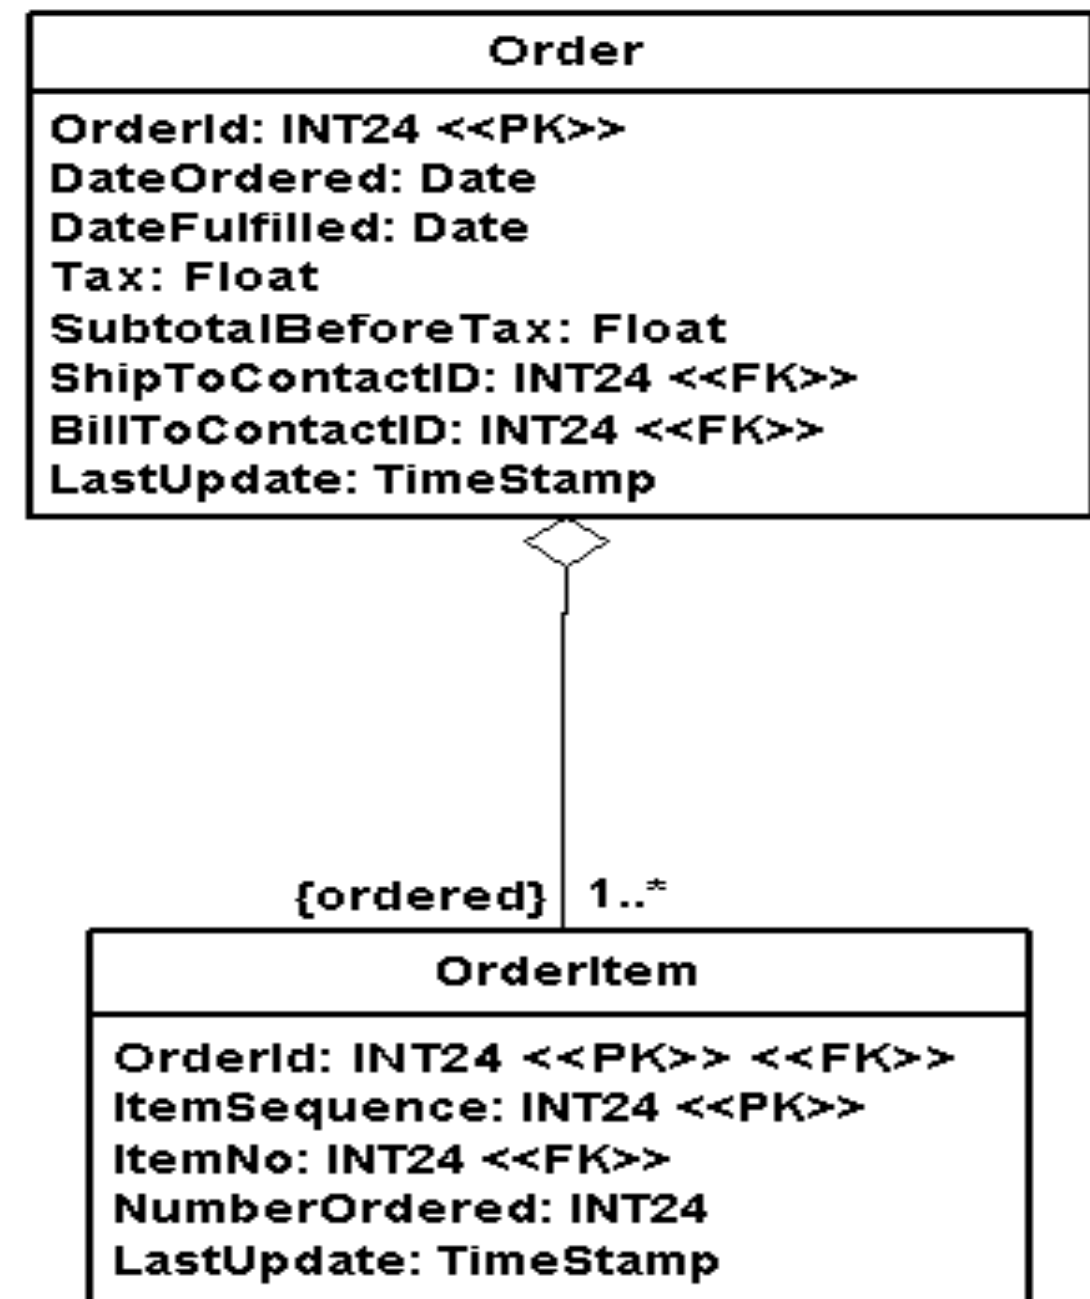 Order
OrderId: INT24 <<PK>>
DateOrdered: Date
DateFulfilled: Date
Tax: Float
SubtotalBeforeTax: Float
ShipToContactID: INT24 <<FK>>
BillToContactID: INT24 <<FK>>
LastUpdate: TimeStamp
{ordered} 1..*
OrderItem
OrderId: INT24 <<PK>> <<FK>>
ItemSequence: INT24 <<PK>>
ItemNo: INT24 <<FK>>
NumberOrdered: INT24
LastUpdate: TimeStamp